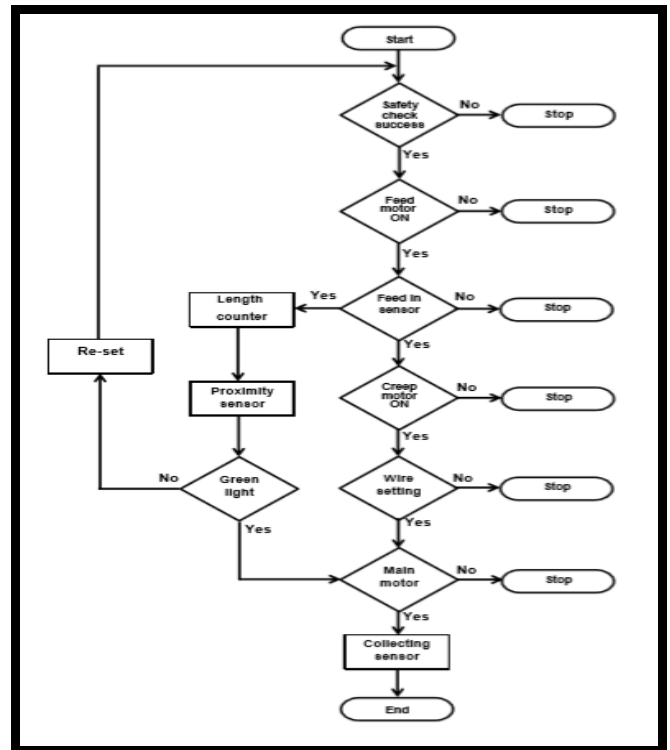 Start
Safety
check
success
No
Stop
Yes
Feed
motor
ON
No
Stop
Yes
Length
counter
Yes
Feed in
sensor
No
Stop
Yes
Re-set
Proximity
sensor
Creep
motor
ON
No
Stop
Yes
No
Green
light
Wire
setting
No
Stop
Yes
Yes
Main
motor
No
Stop
Yes
Collecting
sensor
End